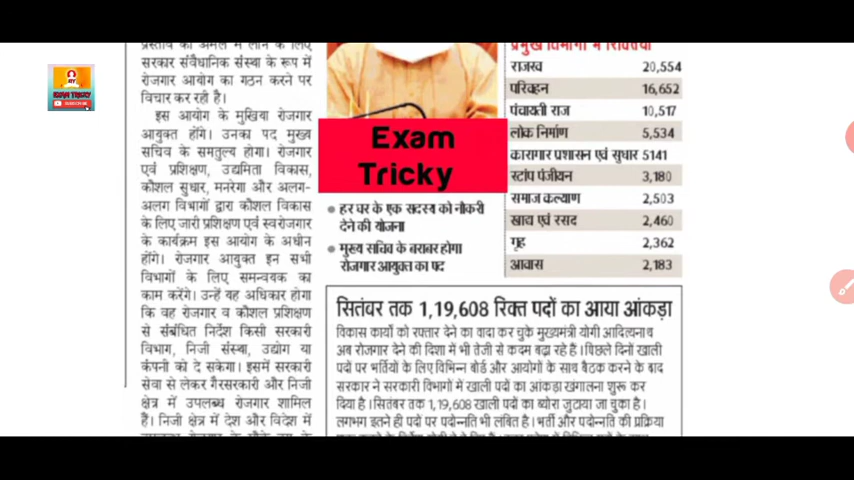 सरकार संवैधानिक संस्था के रूप में
रोजगार आयोग का गठन करने पर
विचार कर रही है।
इस आयोग के मुखिया रोजगार
आयुक्त होंगे। उनका पद मुख्य
सचिव के समतुल्य होगा। रोजगार
एवं प्रशिक्षण, उद्यमिता विकास,
कौशल सुधार, मनरेगा और अलग-
अलग विभागों द्वारा कौशल विकास
के लिए जारी प्रशिक्षण एवं स्वरोजगार
के कार्यक्रम इस आयोग के अधीन
होंगे। रोजगार आयुक्त इन सभी
विभागों के लिए समन्वयक का
काम करेंगे। उन्हें यह अधिकार होगा
कि वह रोजगार व कौशल प्रशिक्षण
से संबंधित निर्देश किसी सरकारी
विभाग, निजी संस्था, उद्योग या
कंपनी को दे सकेगा। इसमें सरकारी
सेवा से लेकर गैरसरकारी और निजी
क्षेत्र में उपलब्ध रोजगार शामिल
हैं। निजी क्षेत्र में देश और विदेश में
EXAM TRICKY
SUBSCRIBE
Exam
Tricky
हर घर के एक सदस्य को नौकरी
देने की योजना
मुख्य सचिव के बराबर होगा
रोजगार आयुक्त का पद
प्रमुख विभागों में रिक्तियां
राजस्व 20,554
परिवहन 16,652
पंचायती राज 10,517
लोक निर्माण 5,534
कारागार प्रशासन एवं सुधार 5141
स्टांप पंजीयन 3,180
समाज कल्याण 2,503
खाद्य एवं रसद 2,460
गृह 2,362
आवास 2,183
सितंबर तक 1,19,608 रिक्त पदों का आया आंकड़ा
विकास कार्यों को रफ्तार देने का वादा कर चुके मुख्यमंत्री योगी आदित्यनाथ
अब रोजगार देने की दिशा में भी तेजी से कदम बढ़ा रहे हैं। पिछले दिनों खाली
पदों पर भर्तियों के लिए विभिन्न बोर्ड और आयोगों के साथ बैठक करने के बाद
सरकार ने सरकारी विभागों में खाली पदों का आंकड़ा खंगालना शुरू कर
दिया है। सितंबर तक 1,19,608 खाली पदों का ब्योरा जुटाया जा चुका है।
लगभग इतने ही पदों पर पदोन्नति भी लंबित है। भर्ती और पदोन्नति की प्रक्रिया